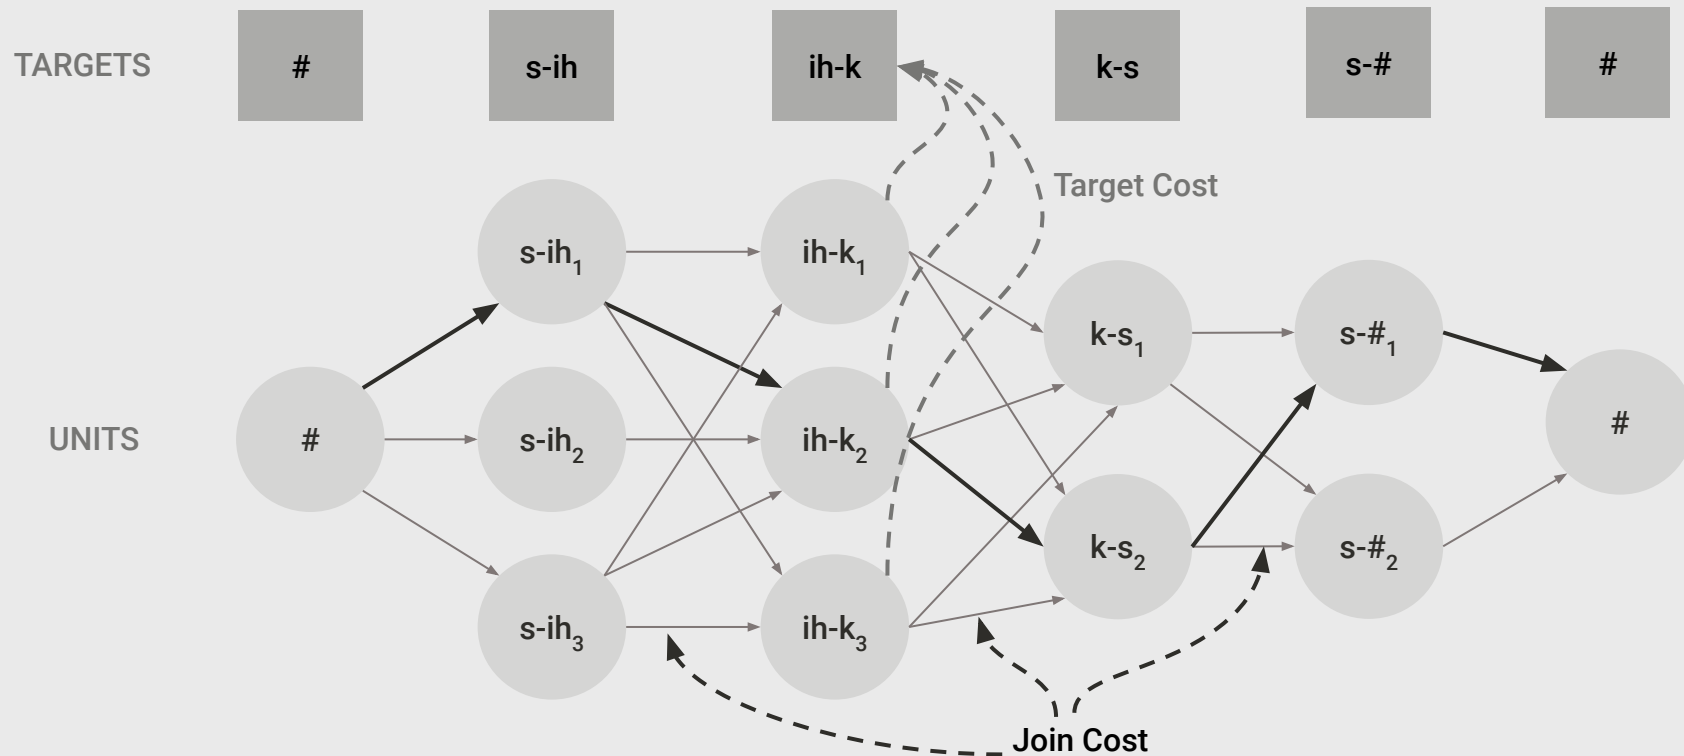 TARGETS # s-ih ih-k k-s s-# #
Target Cost
s-ih1 ih-k1
k-s1 s-#1
UNITS # s-ih2 ih-k2 #
k-s2 s-#2
s-ih3 ih-k3
Join Cost